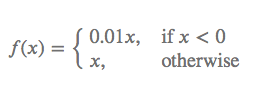 f(x) = { 0.01x, if x < 0
x, otherwise